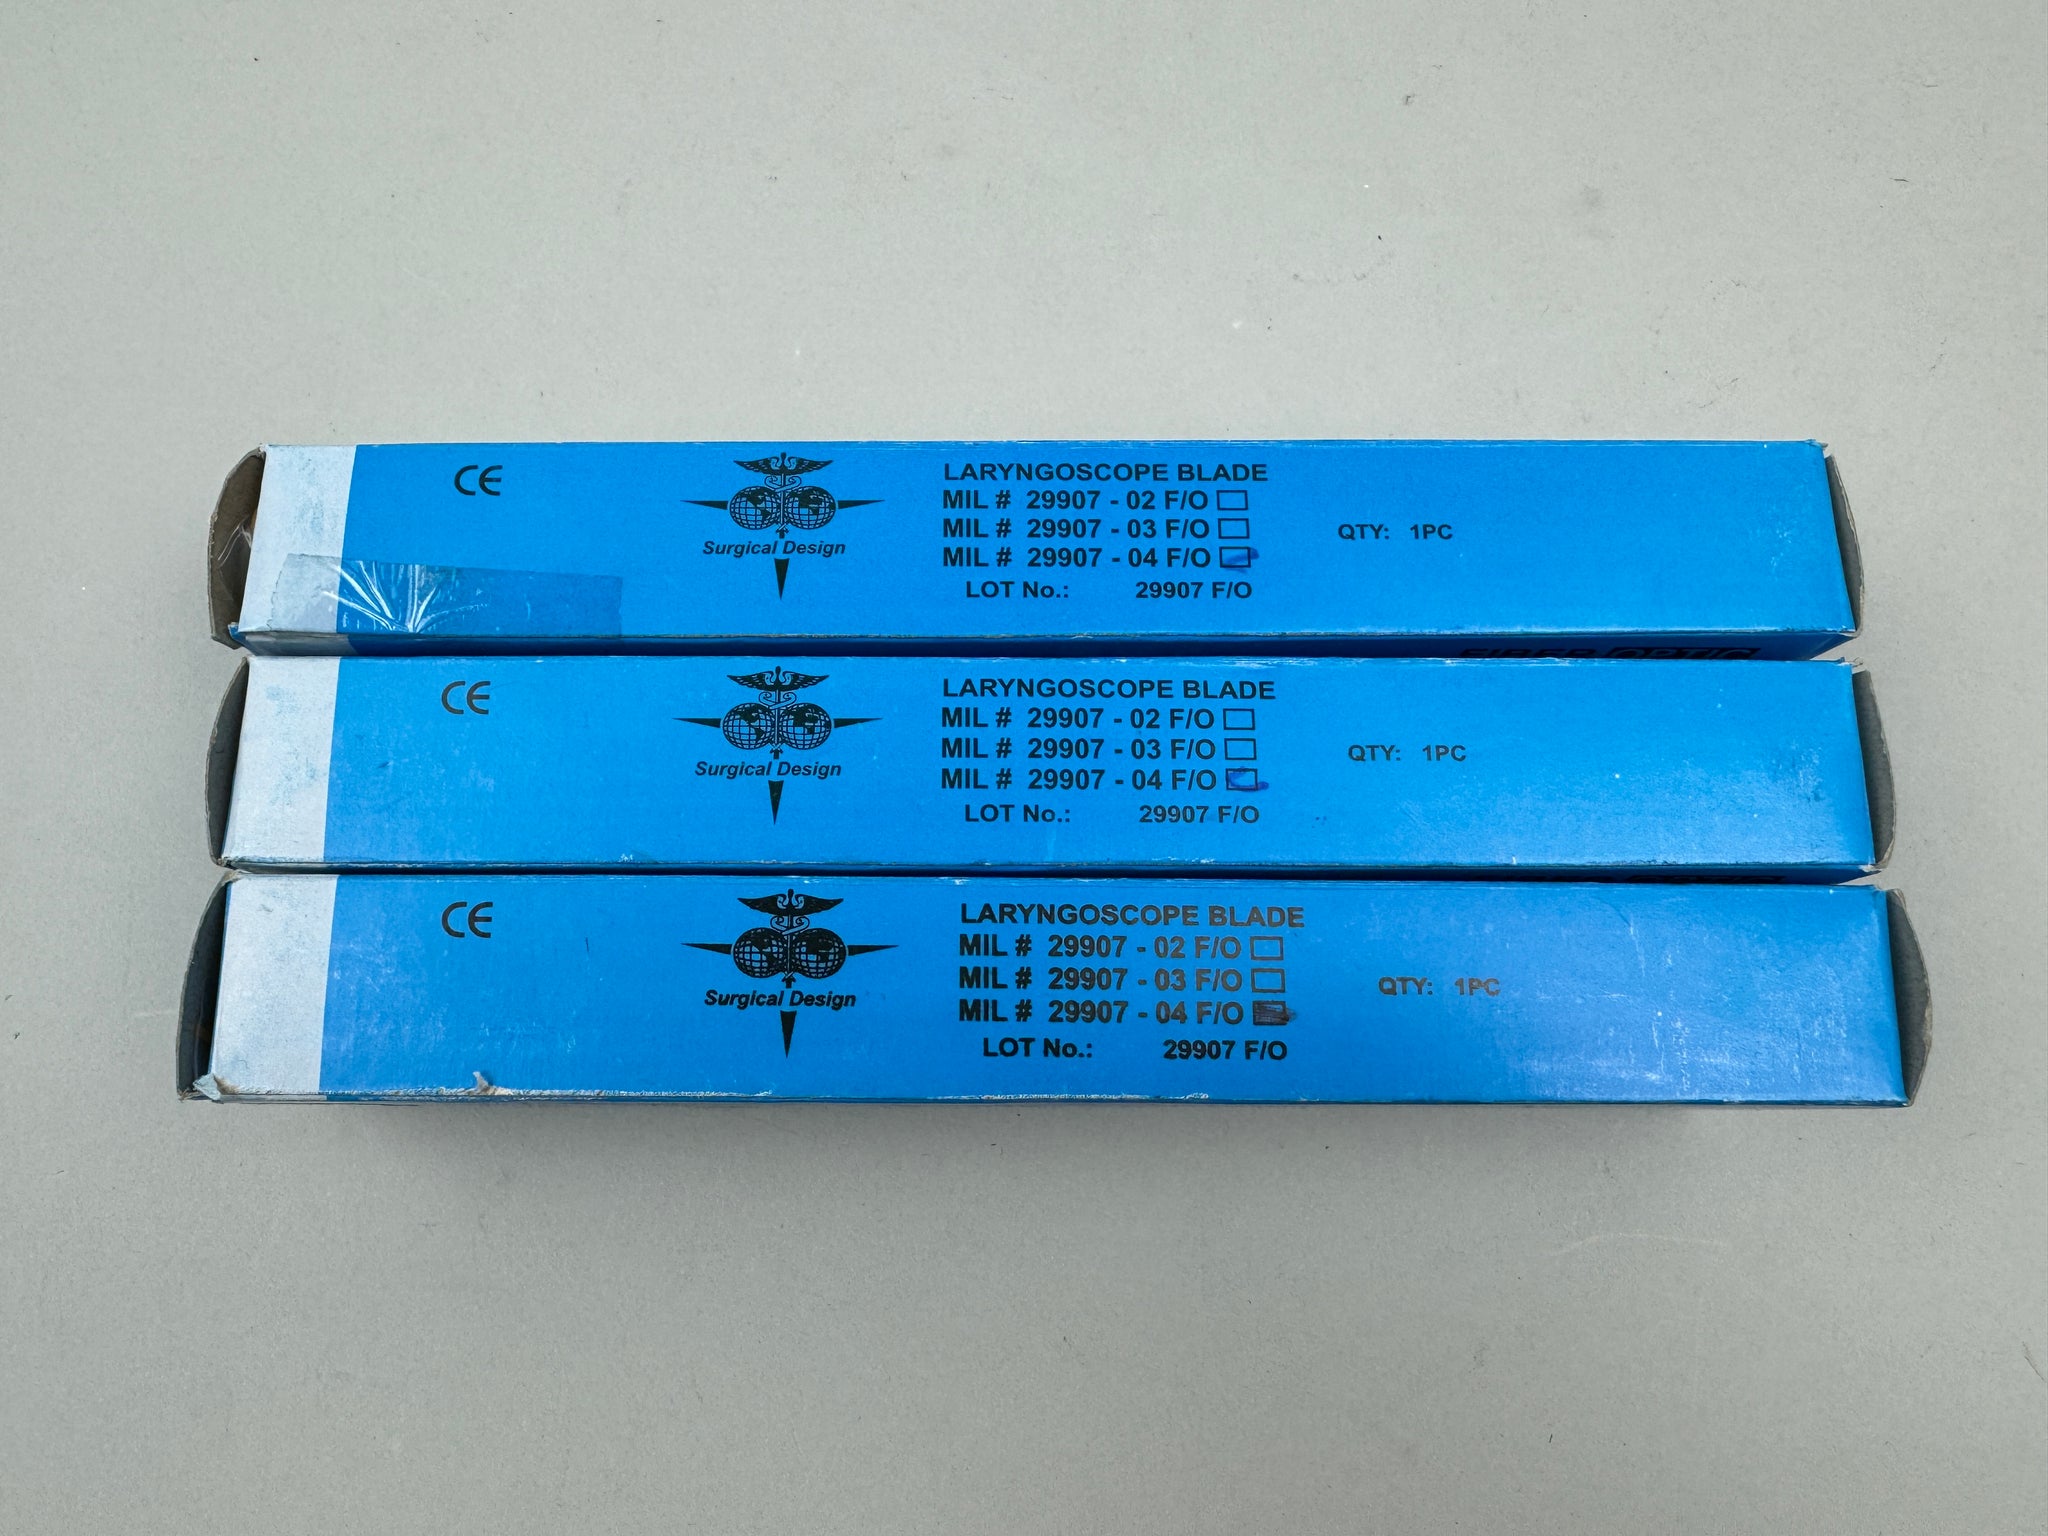 CE
Surgical Design
LARYNGOSCOPE BLADE
MIL # 29907 - 02 F/O
MIL # 29907 - 03 F/O
MIL # 29907 - 04 F/O
LOT No.: 29907 F/O
QTY: 1PC
FIBER OPTIC
CE
Surgical Design
LARYNGOSCOPE BLADE
MIL # 29907 - 02 F/O
MIL # 29907 - 03 F/O
MIL # 29907 - 04 F/O
LOT No.: 29907 F/O
QTY: 1PC
CE
Surgical Design
LARYNGOSCOPE BLADE
MIL # 29907 - 02 F/O
MIL # 29907 - 03 F/O
MIL # 29907 - 04 F/O
LOT No.: 29907 F/O
QTY: 1PC